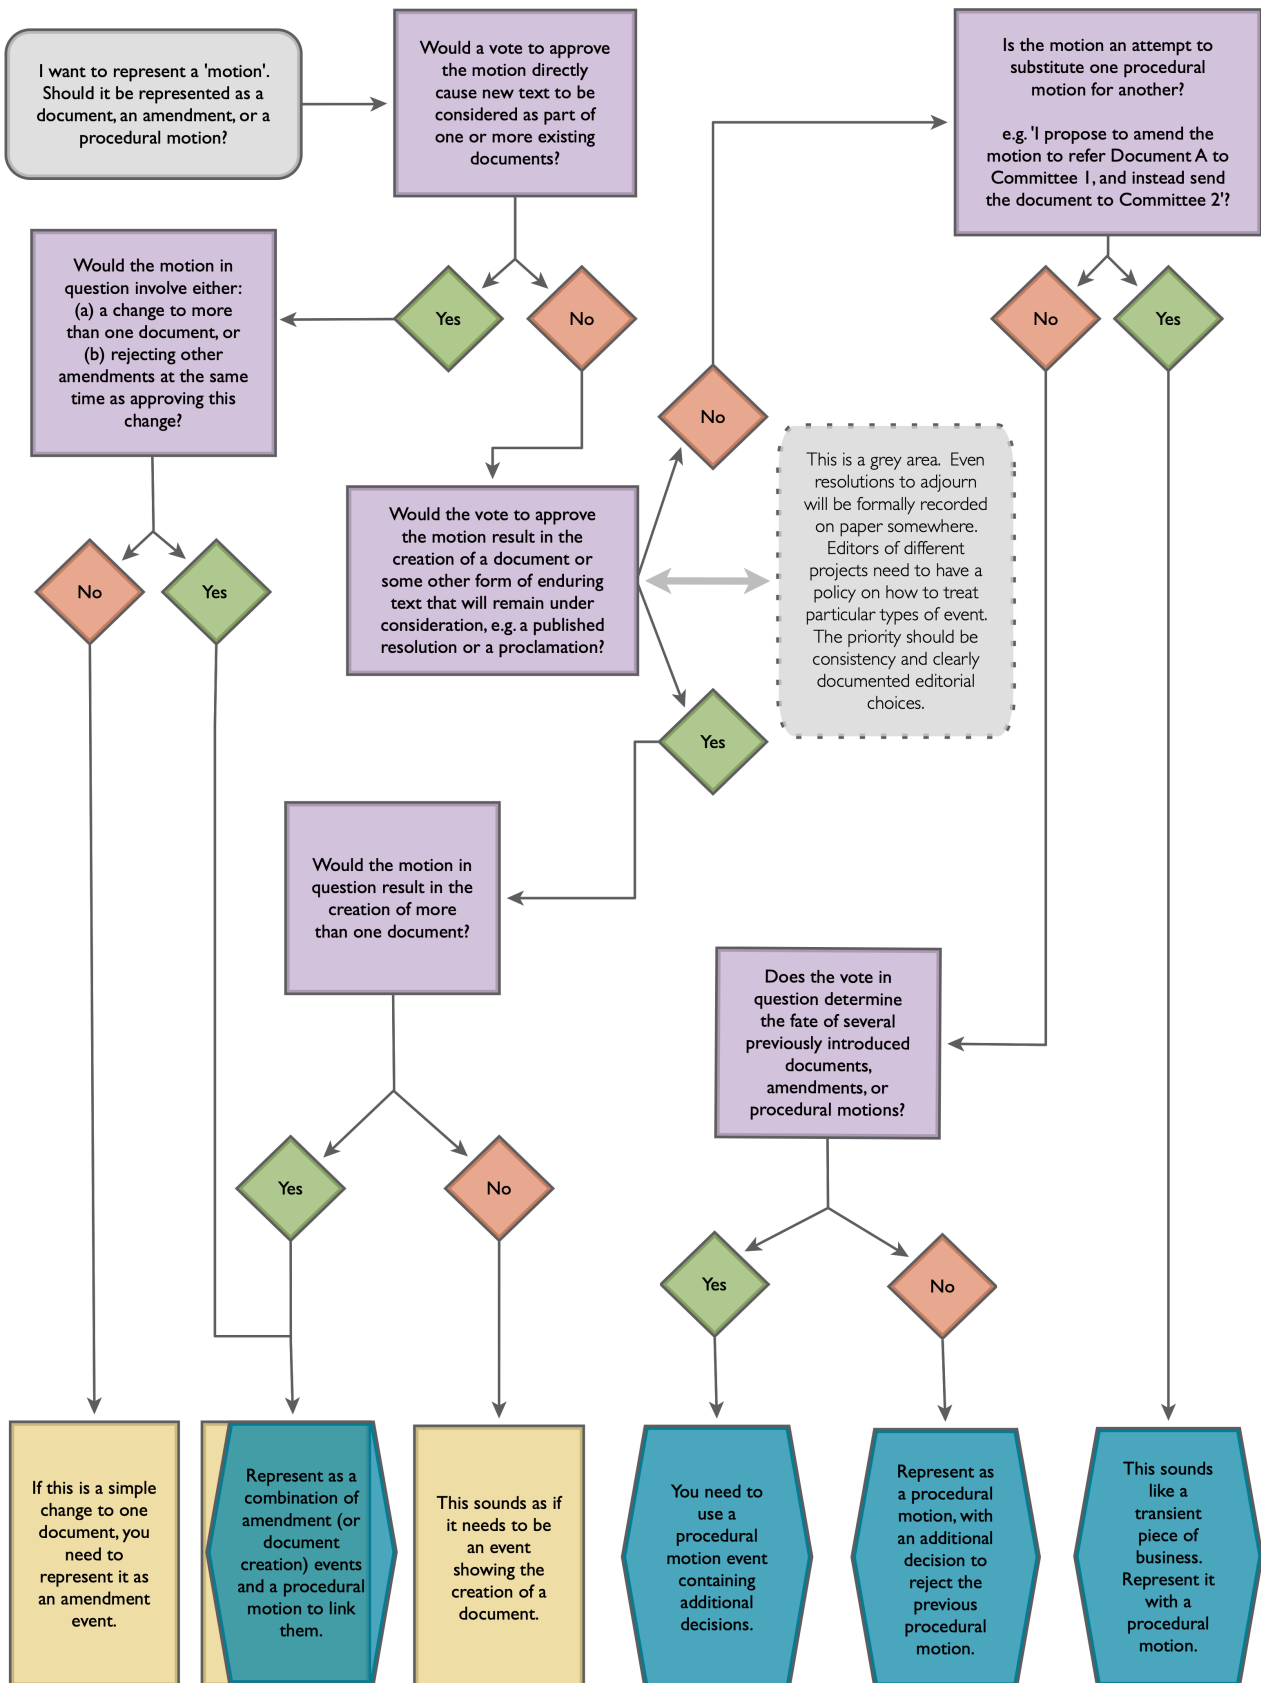 I want to represent a 'motion'.
Should it be represented as a
document, an amendment, or a
procedural motion?
Would a vote to approve
the motion directly
cause new text to be
considered as part of
one or more existing
documents?
Is the motion an attempt to
substitute one procedural
motion for another?
e.g. 'I propose to amend the
motion to refer Document A to
Committee 1, and instead send
the document to Committee 2'?
Would the motion in
question involve either:
(a) a change to more
than one document, or
(b) rejecting other
amendments at the same
time as approving this
change?
Yes
No
No
Yes
No
This is a grey area. Even
resolutions to adjourn
will be formally recorded
on paper somewhere.
Editors of different
projects need to have a
policy on how to treat
particular types of event.
The priority should be
consistency and clearly
documented editorial
choices.
Would the vote to approve
the motion result in the
creation of a document or
some other form of enduring
text that will remain under
consideration, e.g. a published
resolution or a proclamation?
No
Yes
Yes
Would the motion in
question result in the
creation of more
than one document?
Does the vote in
question determine
the fate of several
previously introduced
documents,
amendments, or
procedural motions?
Yes
No
Yes
No
If this is a simple
change to one
document, you
need to
represent it as
an amendment
event.
Represent as a
combination of
amendment (or
document
creation) events
and a procedural
motion to link
them.
This sounds as if
it needs to be
an event
showing the
creation of a
document.
You need to
use a
procedural
motion event
containing
additional
decisions.
Represent as
a procedural
motion, with
an additional
decision to
reject the
previous
procedural
motion.
This sounds
like a
transient
piece of
business.
Represent it
with a
procedural
motion.